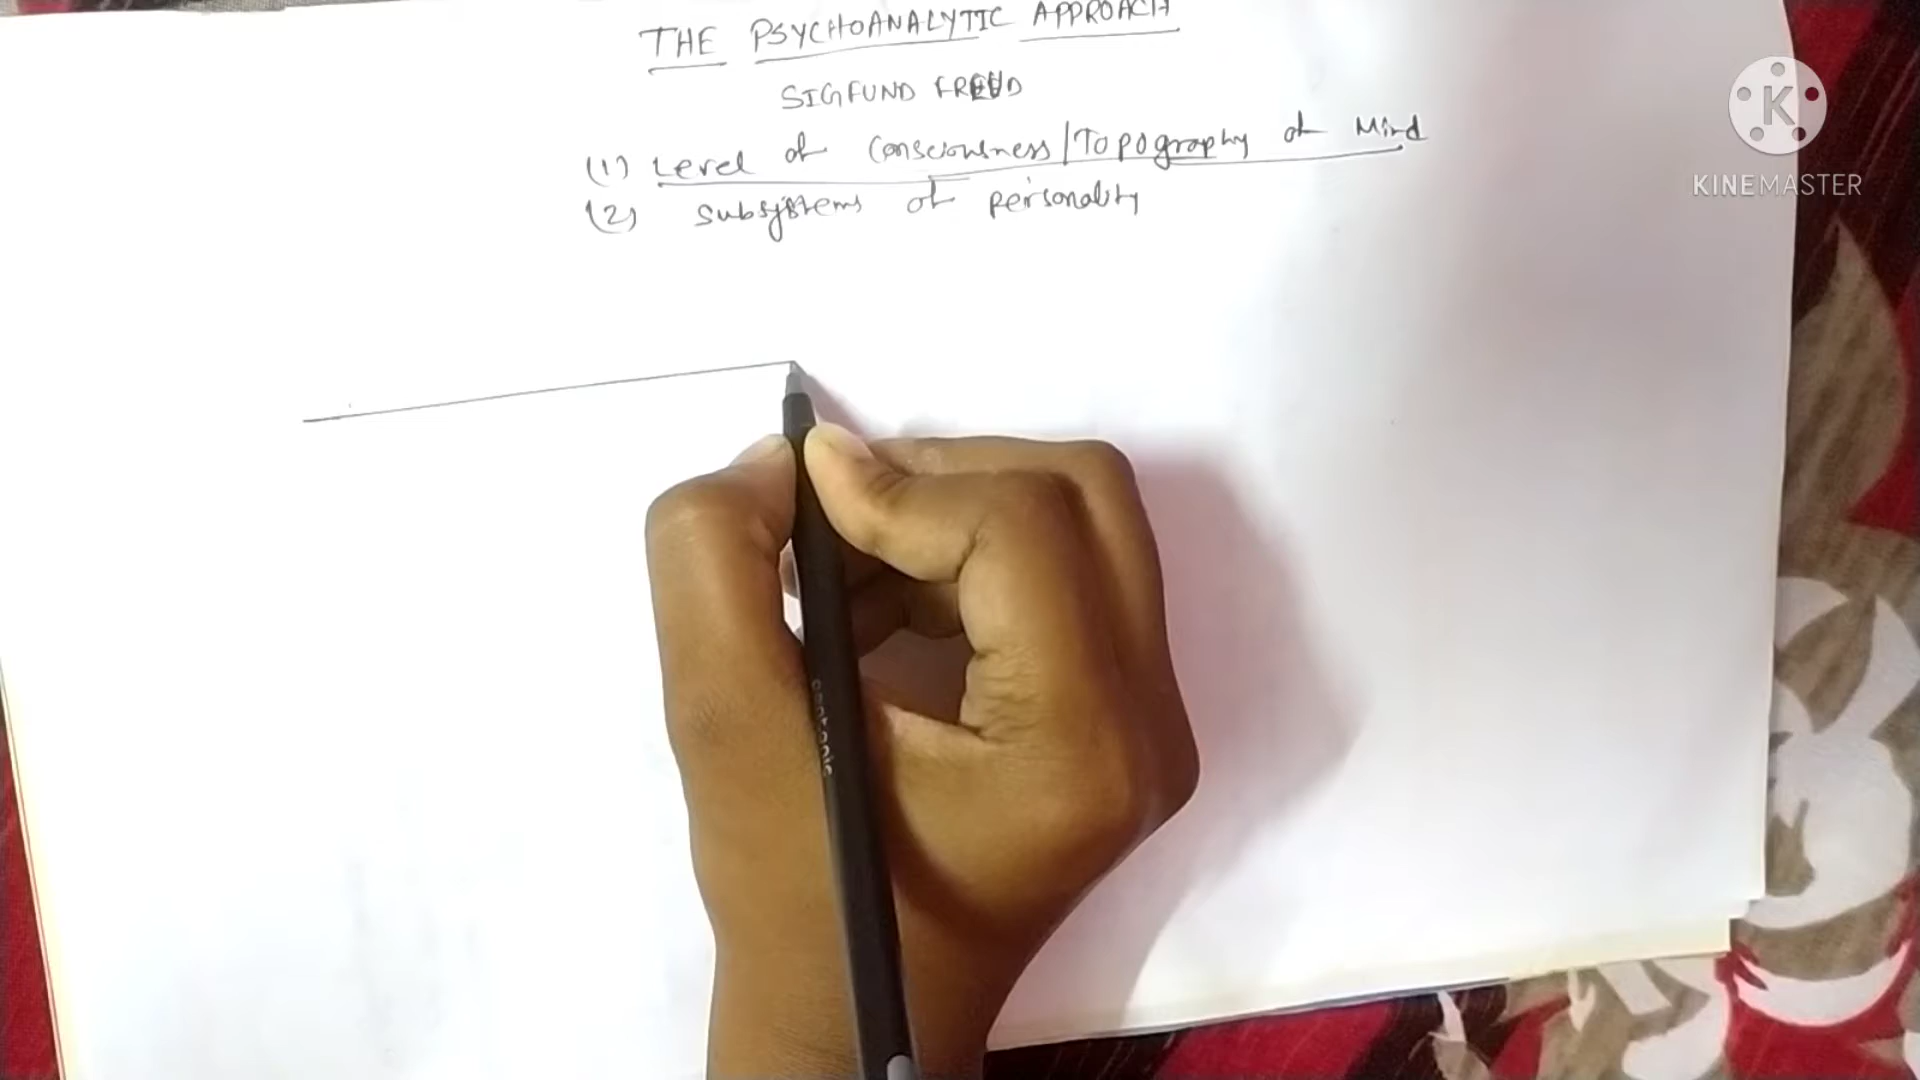 THE PSYCHOANALYTIC APPROACH
SIGFUND FREUD
(1) Level of Consciousness/Topography of Mind
(2) subsystems of personality
K
KINEMASTER